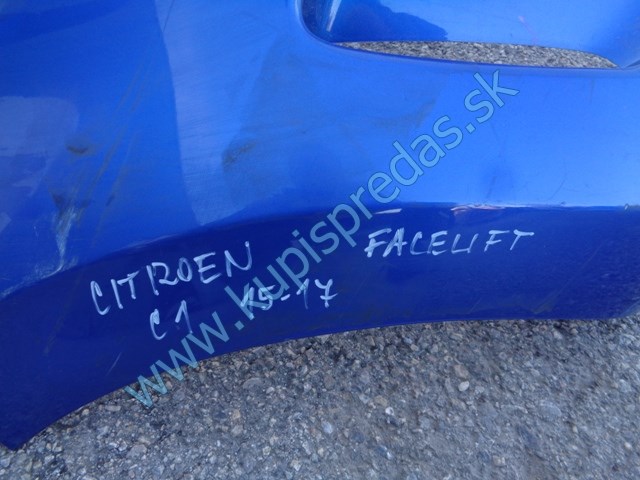 CITROEN FACELIFT
C1 15-17
www.kupispredas.sk